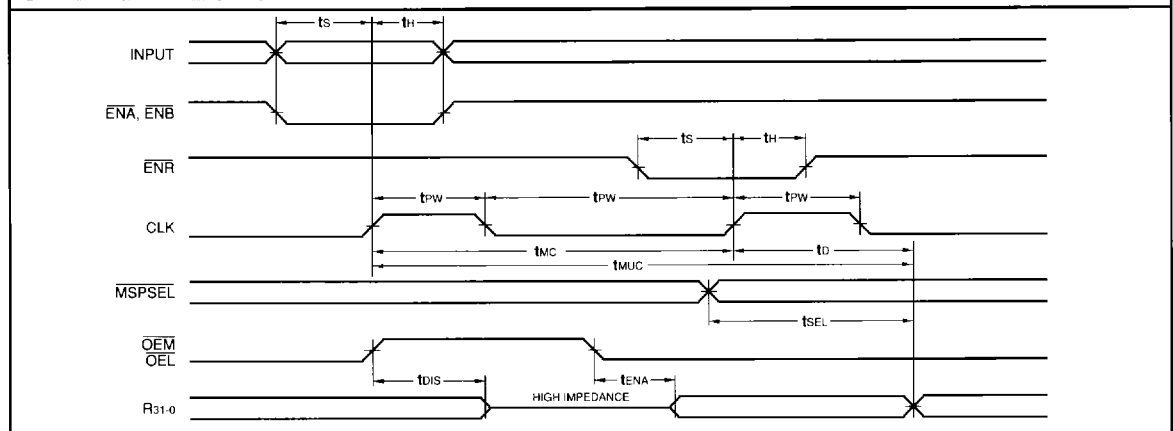 tS tH
INPUT
ENA, ENB
tS tH
ENR
tPW tPW tPW
CLK
tMC tD
tMUC
MSPSEL
tSEL
OEM
OEL
tDIS tENA
HIGH IMPEDANCE
R31-0